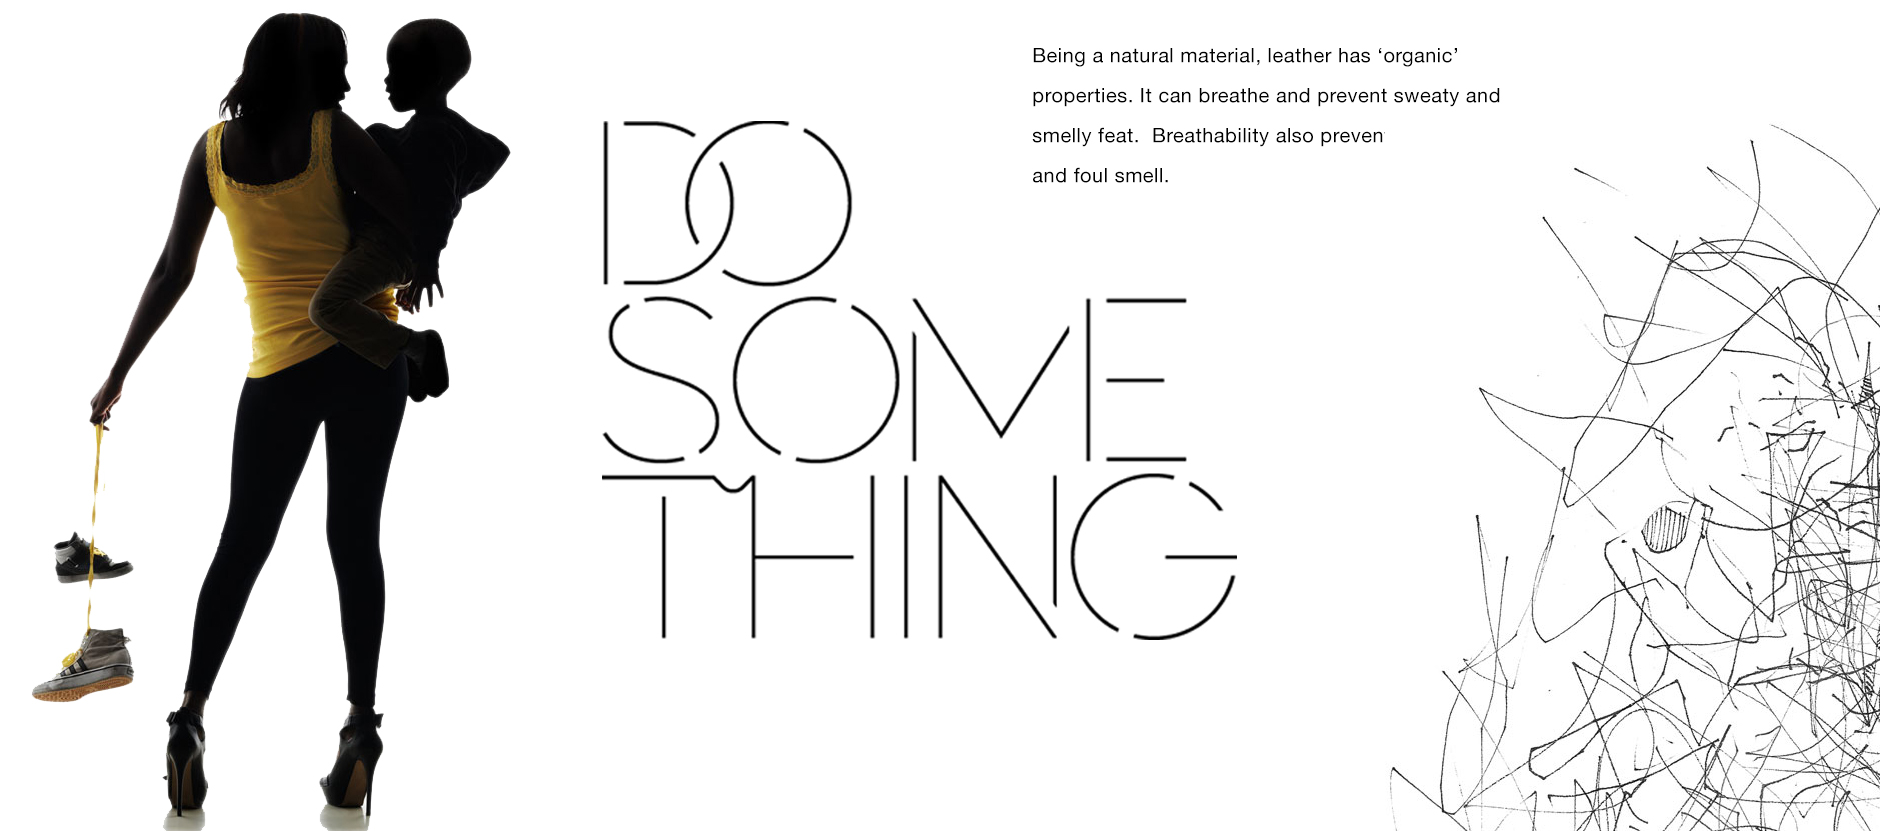 DO
SOME
THING
Being a natural material, leather has ‘organic’
properties. It can breathe and prevent sweaty and
smelly feat.  Breathability also preven
and foul smell.